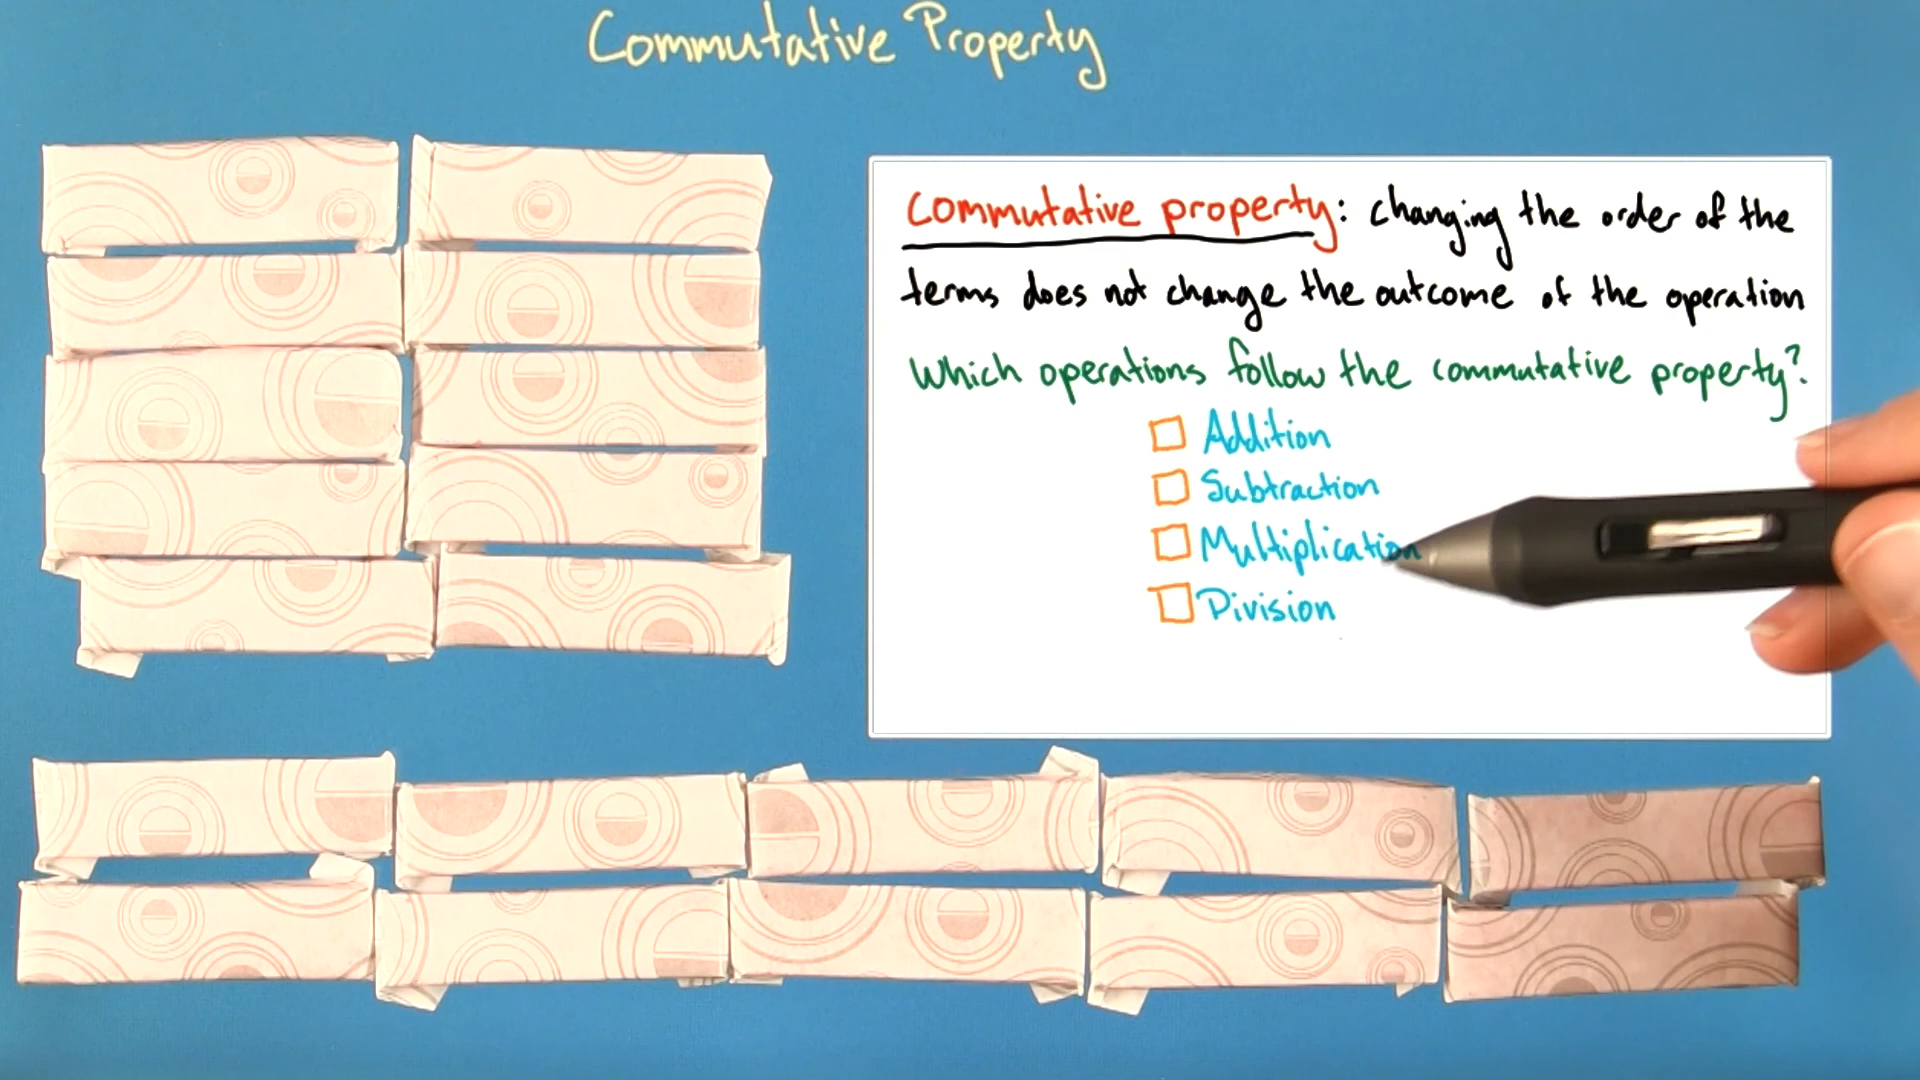 Commutative Property
commutative property: changing the order of the
terms does not change the outcome of the operation
Which operations follow the commutative property?
Addition
Subtraction
Multiplication
Division